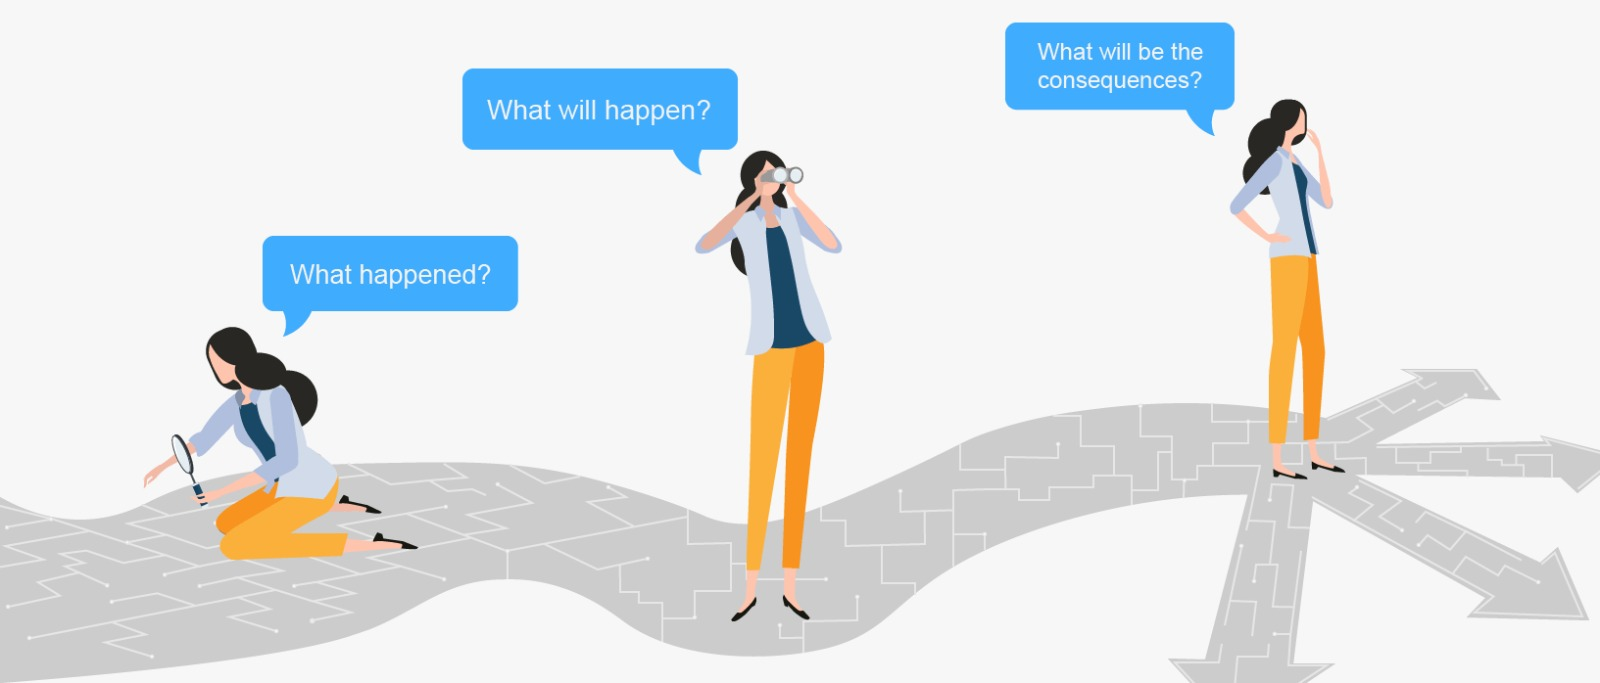 What happened?
What will happen?
What will be the
consequences?